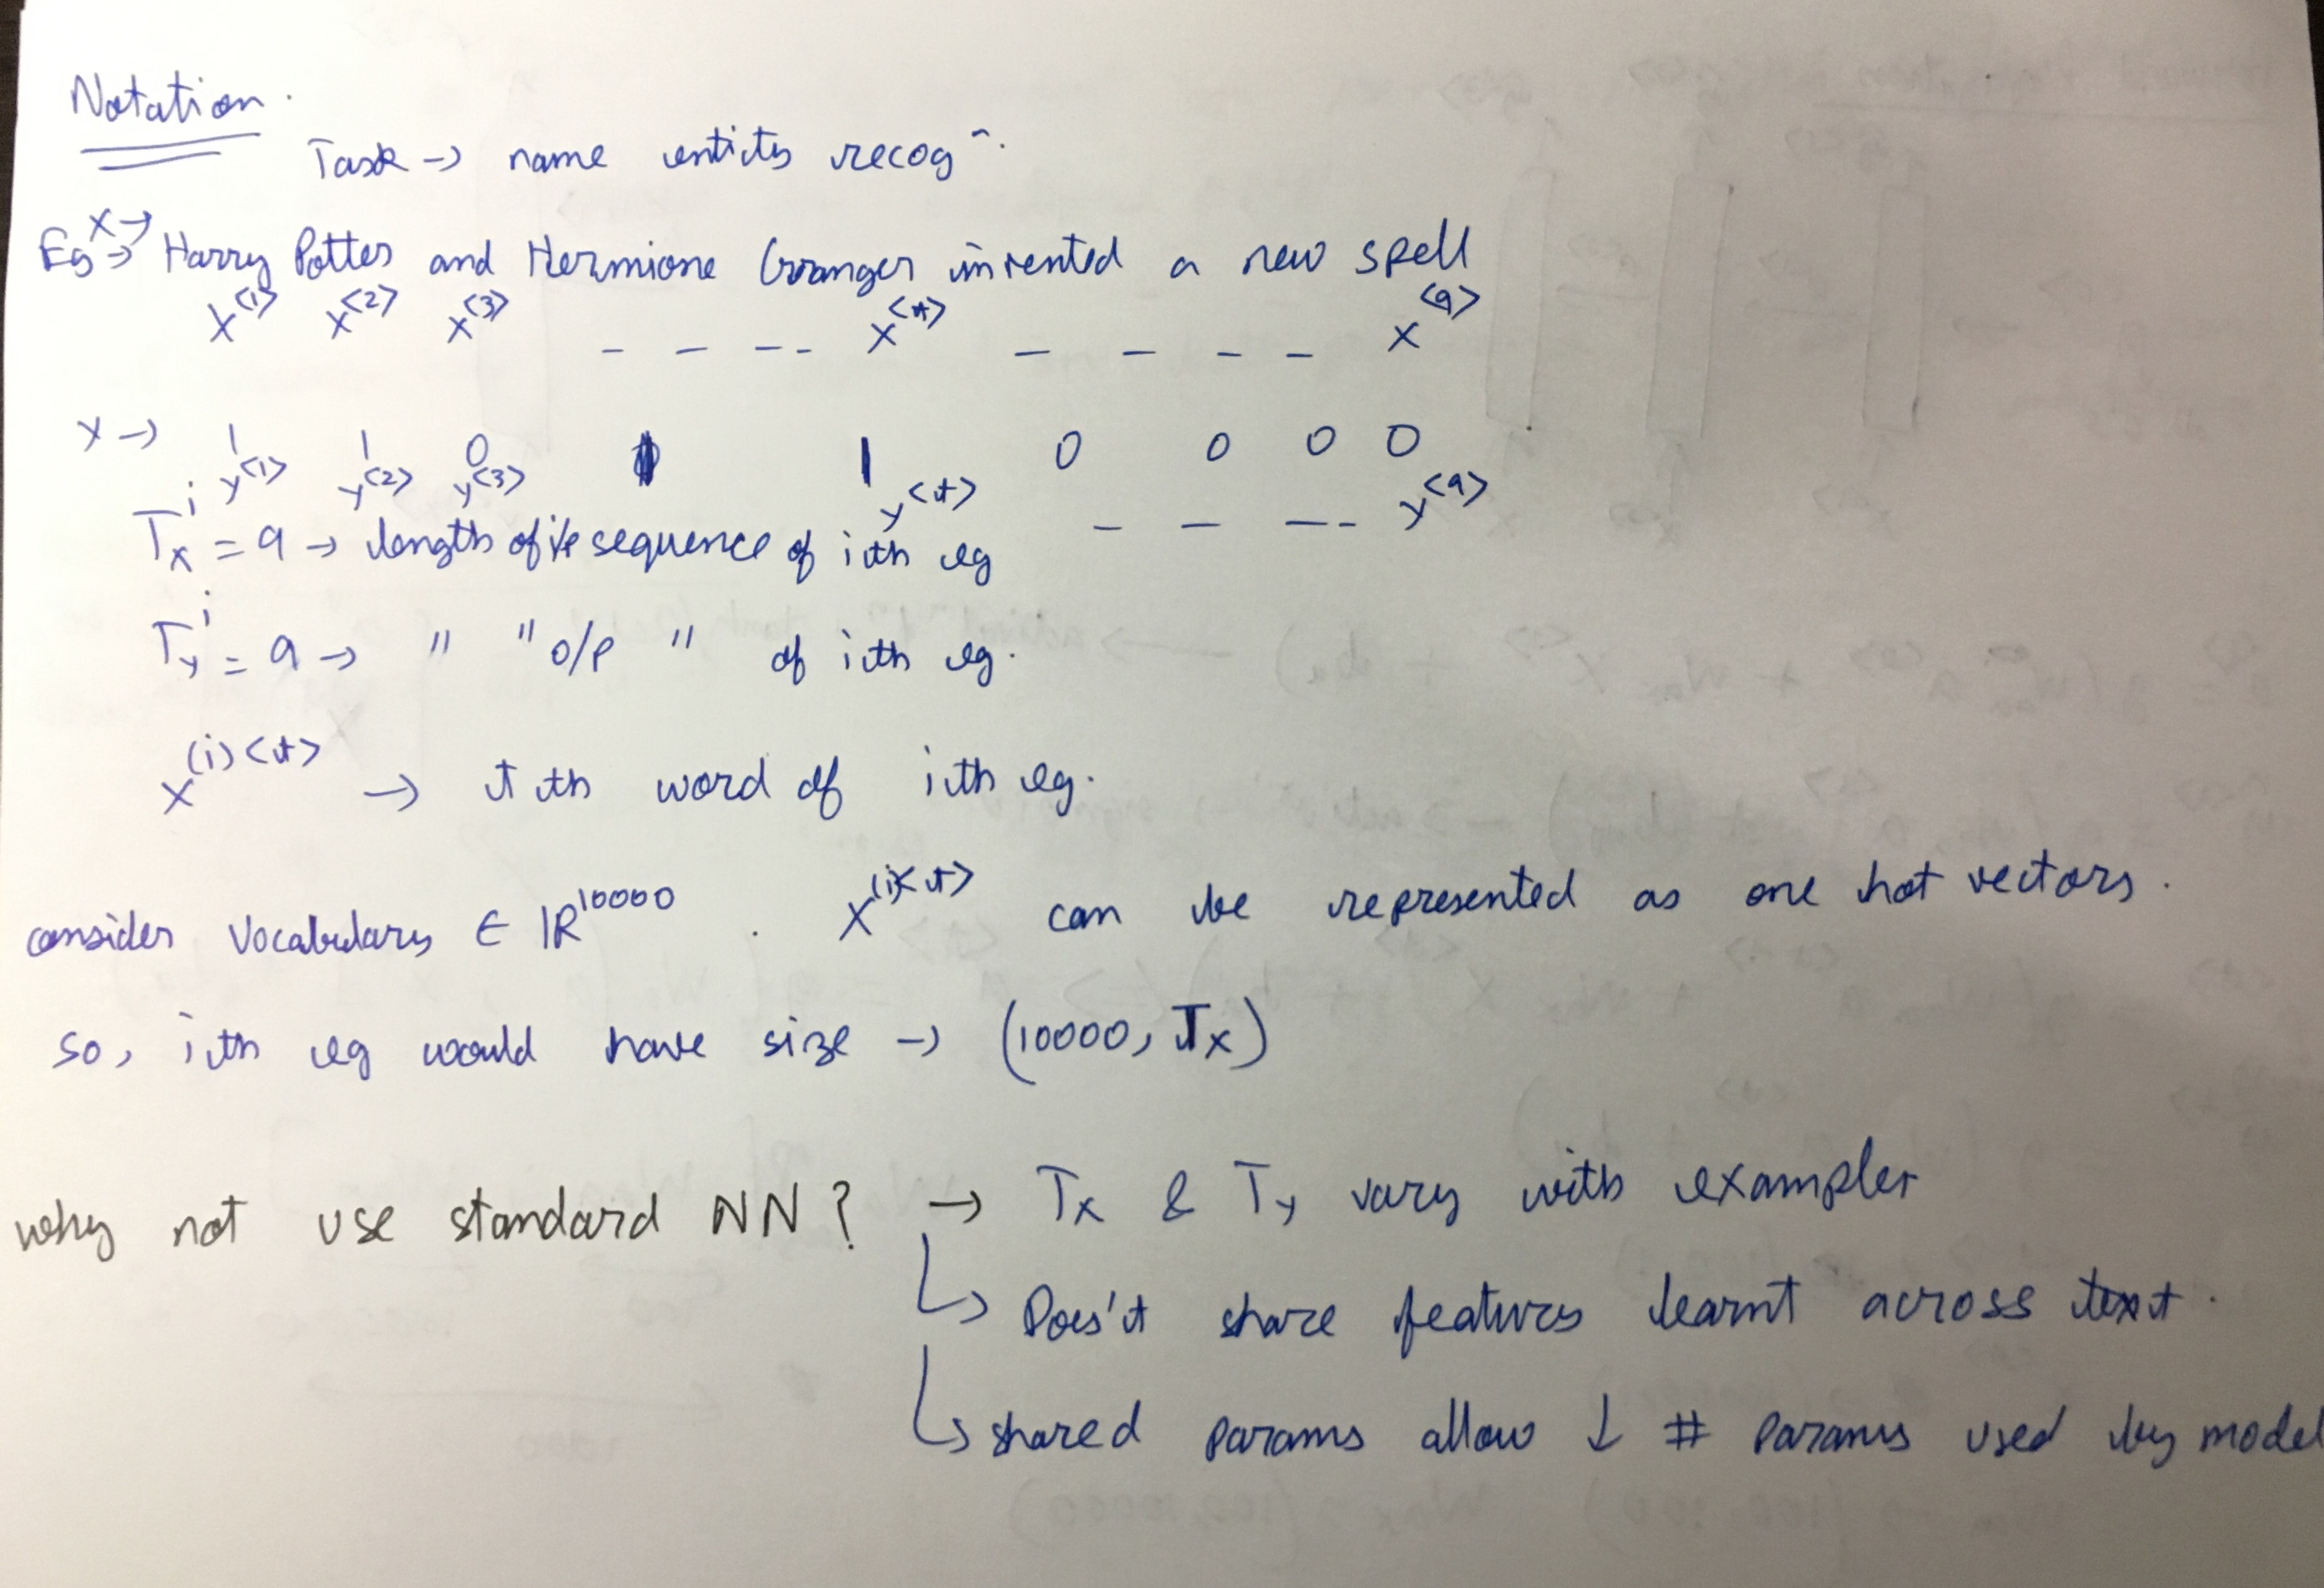 Notation.
Task → name entity recog^n.
X →
Eg → Harry Potter and Hermione Granger invented a new spell
x^<1> x^<2> x^<3> _ _ _ _ x^<t> _ _ _ _ x^<9>
Y → 1 1 0 1 1 0 0 0 0
y^<1> y^<2> y^<3> y^<t> _ _ _ _ y^<9>
T_x^i = 9 → length of i/p sequence of ith eg
T_y^i = 9 → " " o/p " of ith eg.
x^(i)<t> → t th word of ith eg.
consider Vocabulary ∈ IR^10000 . X^(i)<t> can be represented as one hot vectors.
so, ith eg would have size → (10000, T_x)
why not use standard NN? → T_x & T_y vary with examples
↳ Does't share features learnt across text.
↳ shared params allow ↓ # params used by model